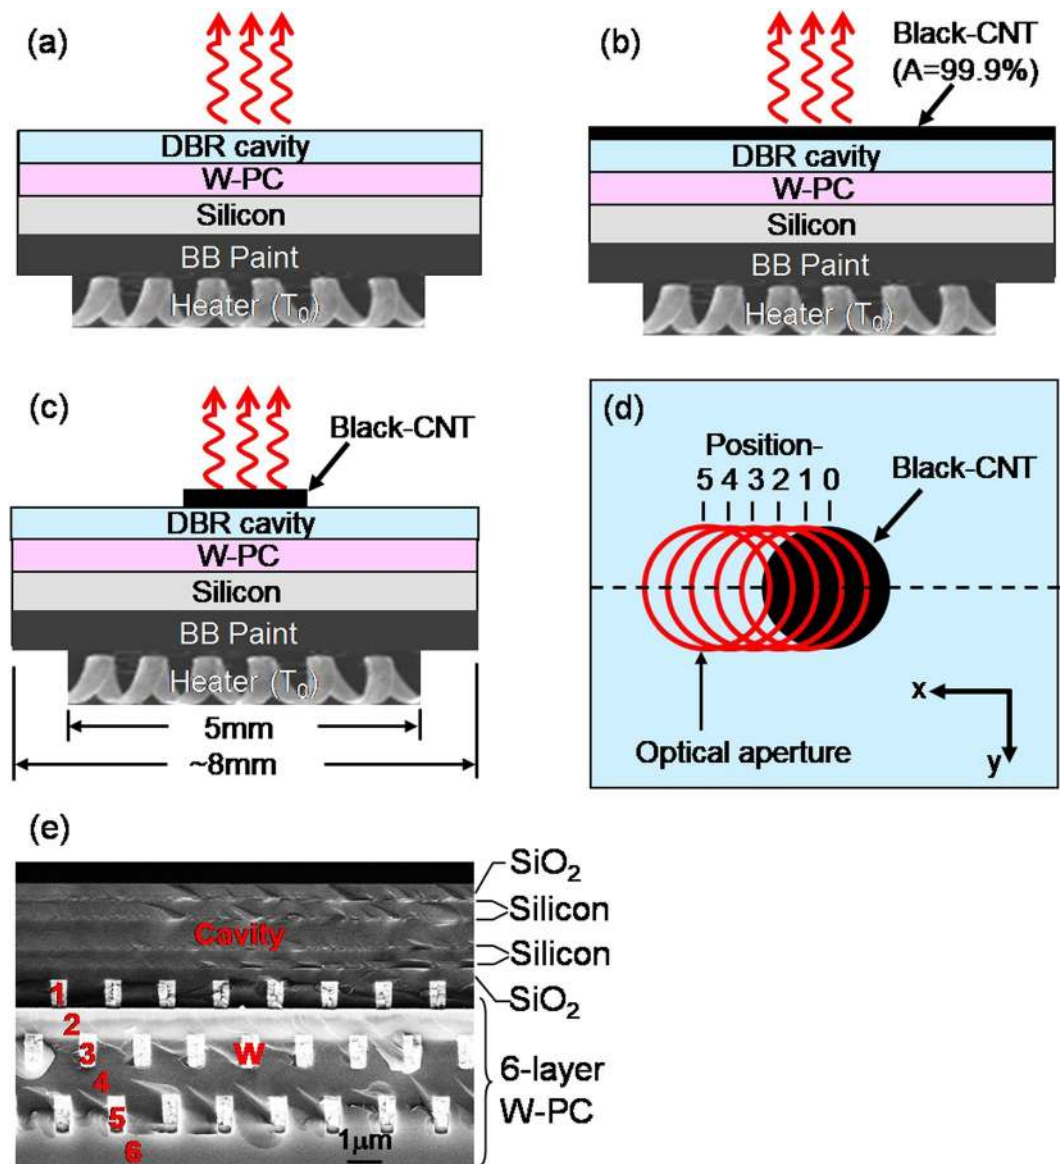 (a)
DBR cavity
W-PC
Silicon
BB Paint
Heater (T₀)
(b)
Black-CNT
(A=99.9%)
DBR cavity
W-PC
Silicon
BB Paint
Heater (T₀)
(c)
Black-CNT
DBR cavity
W-PC
Silicon
BB Paint
Heater (T₀)
5mm
~8mm
(d)
Position-
5 4 3 2 1 0
Black-CNT
Optical aperture
x
y
(e)
SiO₂
Silicon
Cavity
Silicon
SiO₂
1
2
3
W
4
5
6
6-layer
W-PC
1μm